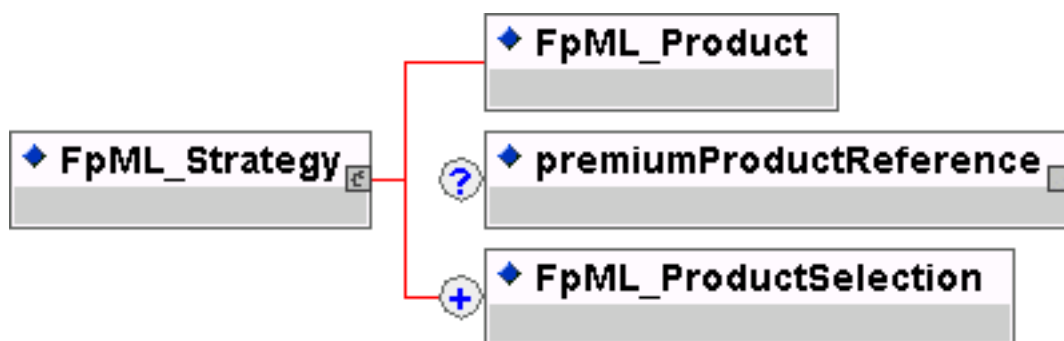 FpML_Product
FpML_Strategy
?
premiumProductReference
+
FpML_ProductSelection